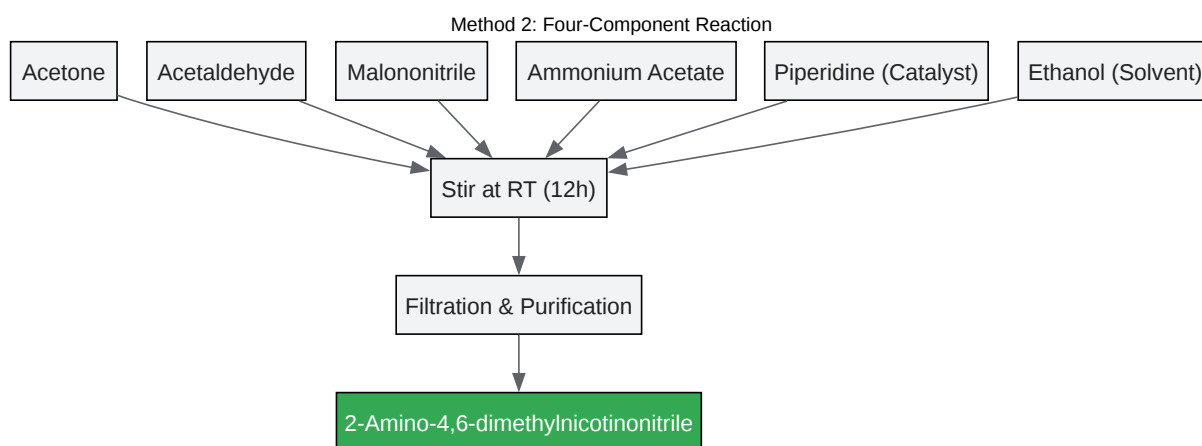 Method 2: Four-Component Reaction
Acetone
Acetaldehyde
Malononitrile
Ammonium Acetate
Piperidine (Catalyst)
Ethanol (Solvent)
Stir at RT (12h)
Filtration & Purification
2-Amino-4,6-dimethylnicotinonitrile